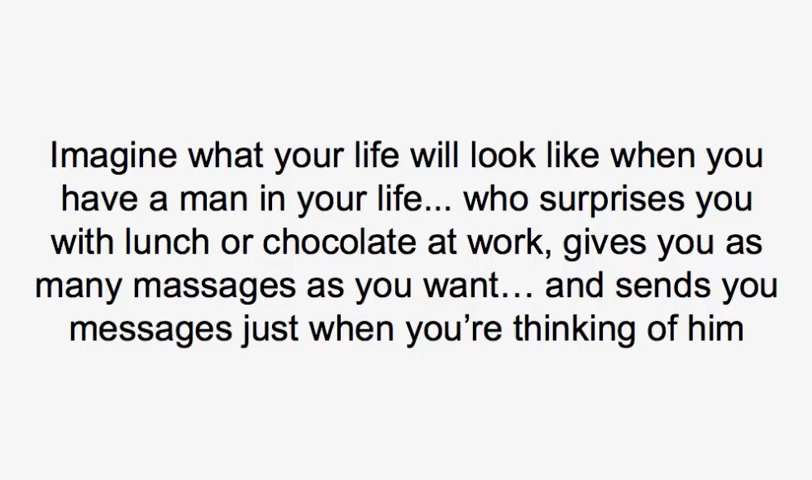 Imagine what your life will look like when you
have a man in your life... who surprises you
with lunch or chocolate at work, gives you as
many massages as you want… and sends you
messages just when you’re thinking of him